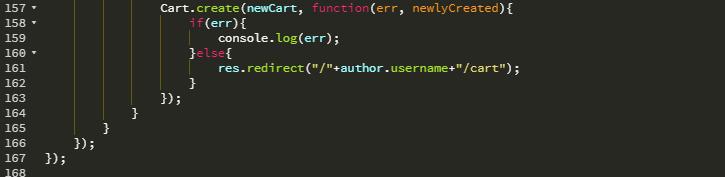 157 Cart.create(newCart, function(err, newlyCreated){
158 if(err){
159 console.log(err);
160 }else{
161 res.redirect("/"+author.username+"/cart");
162 }
163 });
164 }
165 }
166 });
167 });
168